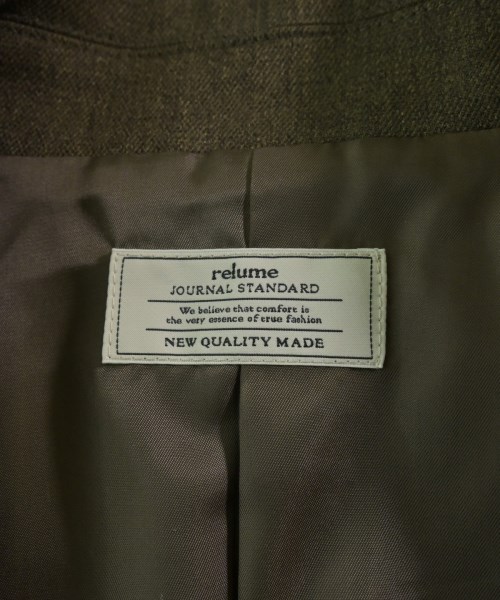 relume
JOURNAL STANDARD
We believe that comfort is
the very essence of true fashion
NEW QUALITY MADE